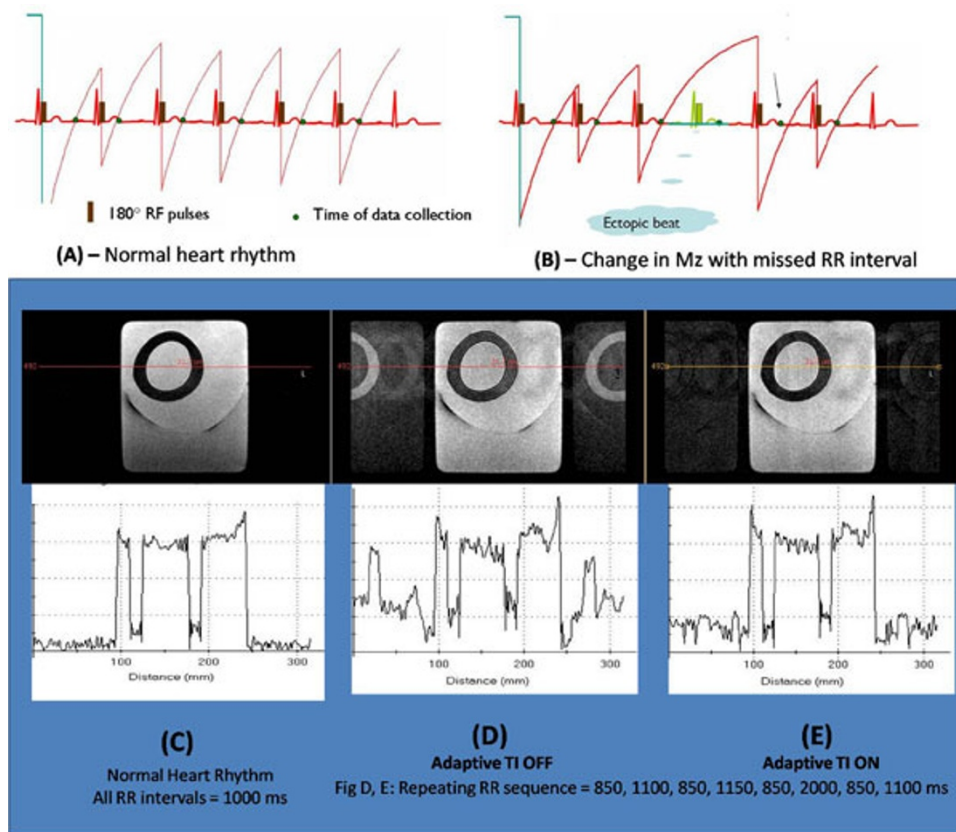 180° RF pulses
Time of data collection
Ectopic beat
(A) – Normal heart rhythm
(B) – Change in Mz with missed RR interval
490
L
490
490
L
100 200 300
Distance (mm)
100 200 300
Distance (mm)
100 200 300
Distance (mm)
(C)
Normal Heart Rhythm
All RR intervals = 1000 ms
(D)
Adaptive TI OFF
(E)
Adaptive TI ON
Fig D, E: Repeating RR sequence = 850, 1100, 850, 1150, 850, 2000, 850, 1100 ms